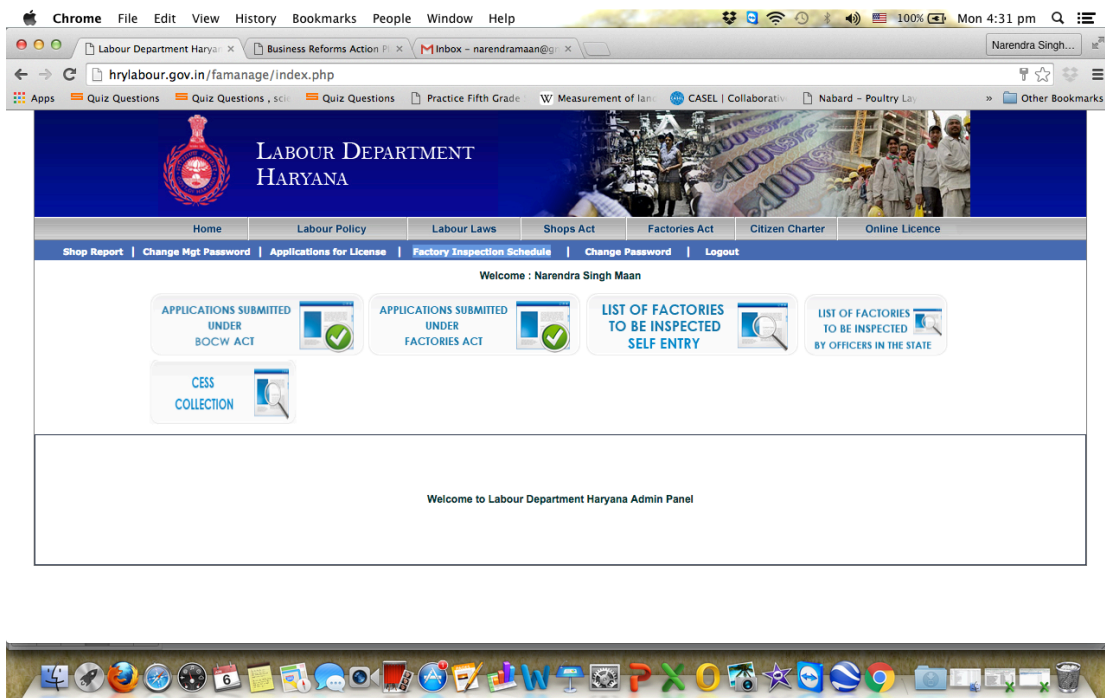 Chrome File Edit View History Bookmarks People Window Help 100% Mon 4:31 pm
Labour Department Haryan Business Reforms Action Pl Inbox – narendramaan@gm Narendra Singh...
hrylabour.gov.in/famanage/index.php
Apps Quiz Questions Quiz Questions , scie Quiz Questions Practice Fifth Grade Measurement of lan CASEL | Collaborativ Nabard – Poultry Lay » Other Bookmarks
LABOUR DEPARTMENT
HARYANA
Home Labour Policy Labour Laws Shops Act Factories Act Citizen Charter Online Licence
Shop Report | Change Mgt Password | Applications for License | Factory Inspection Schedule | Change Password | Logout
Welcome : Narendra Singh Maan
APPLICATIONS SUBMITTED
UNDER
BOCW ACT
APPLICATIONS SUBMITTED
UNDER
FACTORIES ACT
LIST OF FACTORIES
TO BE INSPECTED
SELF ENTRY
LIST OF FACTORIES
TO BE INSPECTED
BY OFFICERS IN THE STATE
CESS
COLLECTION
Welcome to Labour Department Haryana Admin Panel
6